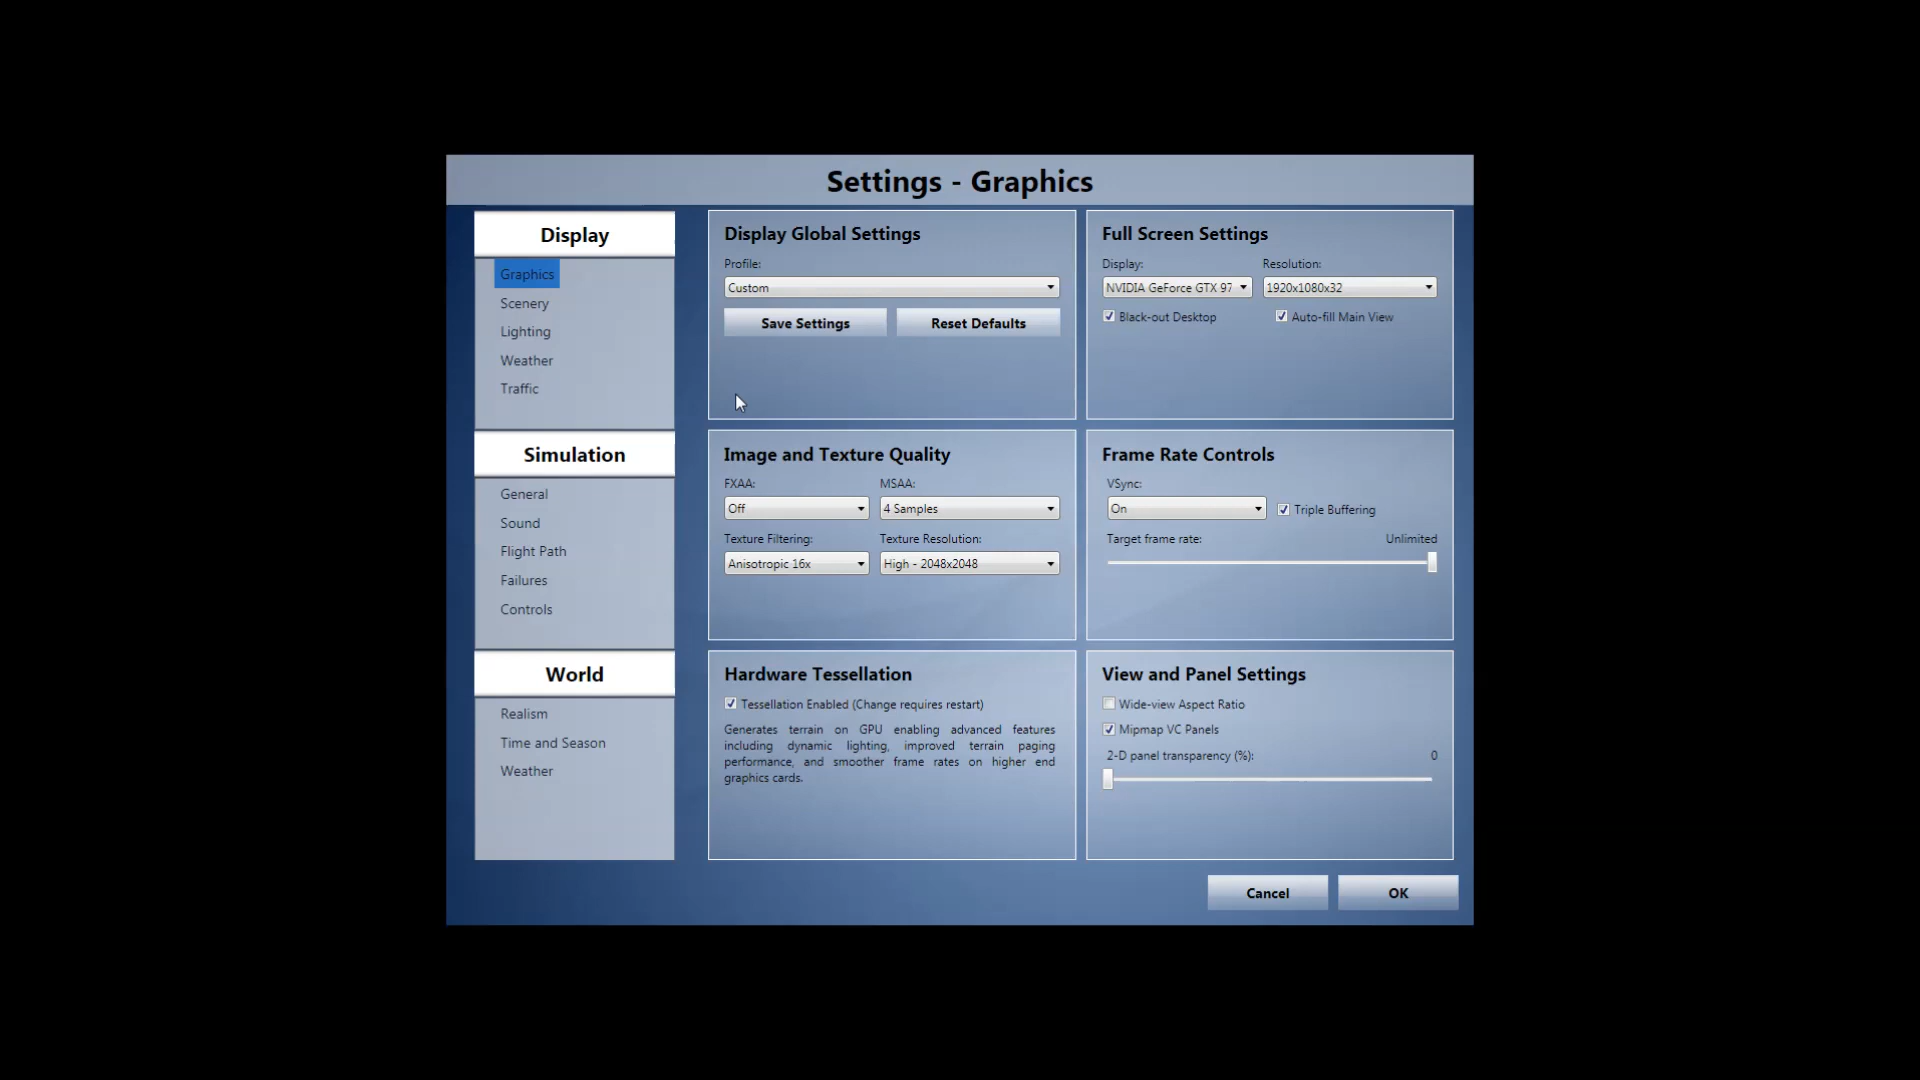 Settings - Graphics
Display
Graphics
Scenery
Lighting
Weather
Traffic
Simulation
General
Sound
Flight Path
Failures
Controls
World
Realism
Time and Season
Weather
Display Global Settings
Profile:
Custom
Save Settings Reset Defaults
Full Screen Settings
Display: Resolution:
NVIDIA GeForce GTX 97 1920x1080x32
Black-out Desktop Auto-fill Main View
Image and Texture Quality
FXAA: MSAA:
Off 4 Samples
Texture Filtering: Texture Resolution:
Anisotropic 16x High - 2048x2048
Frame Rate Controls
VSync:
On Triple Buffering
Target frame rate: Unlimited
Hardware Tessellation
Tessellation Enabled (Change requires restart)
Generates terrain on GPU enabling advanced features
including dynamic lighting, improved terrain paging
performance, and smoother frame rates on higher end
graphics cards.
View and Panel Settings
Wide-view Aspect Ratio
Mipmap VC Panels
2-D panel transparency (%): 0
Cancel OK